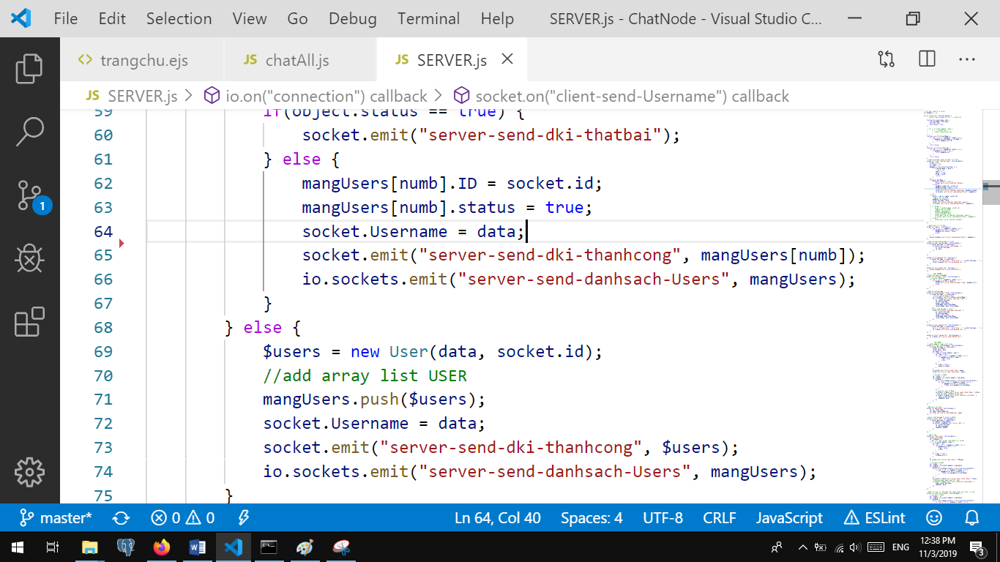 File Edit Selection View Go Debug Terminal Help SERVER.js - ChatNode - Visual Studio C...
trangchu.ejs JS chatAll.js JS SERVER.js
JS SERVER.js > io.on("connection") callback > socket.on("client-send-Username") callback
59 if(object.status == true) {
60 socket.emit("server-send-dki-thatbai");
61 } else {
62 mangUsers[numb].ID = socket.id;
63 mangUsers[numb].status = true;
64 socket.Username = data;
65 socket.emit("server-send-dki-thanhcong", mangUsers[numb]);
66 io.sockets.emit("server-send-danhsach-Users", mangUsers);
67 }
68 } else {
69 $users = new User(data, socket.id);
70 //add array list USER
71 mangUsers.push($users);
72 socket.Username = data;
73 socket.emit("server-send-dki-thanhcong", $users);
74 io.sockets.emit("server-send-danhsach-Users", mangUsers);
75 }
1
master* 0 0 Ln 64, Col 40 Spaces: 4 UTF-8 CRLF JavaScript ESLint
ENG 12:38 PM
11/3/2019 3